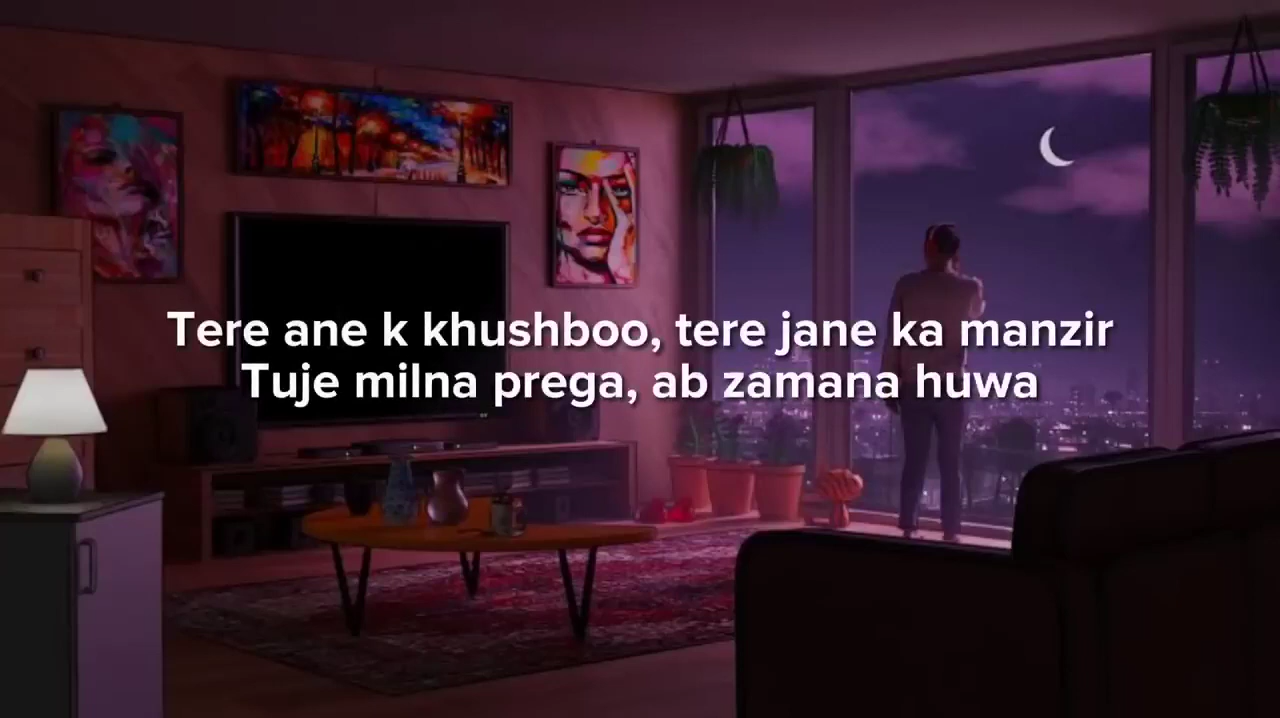 Tere ane k khushboo, tere jane ka manzir
Tuje milna prega, ab zamana huwa